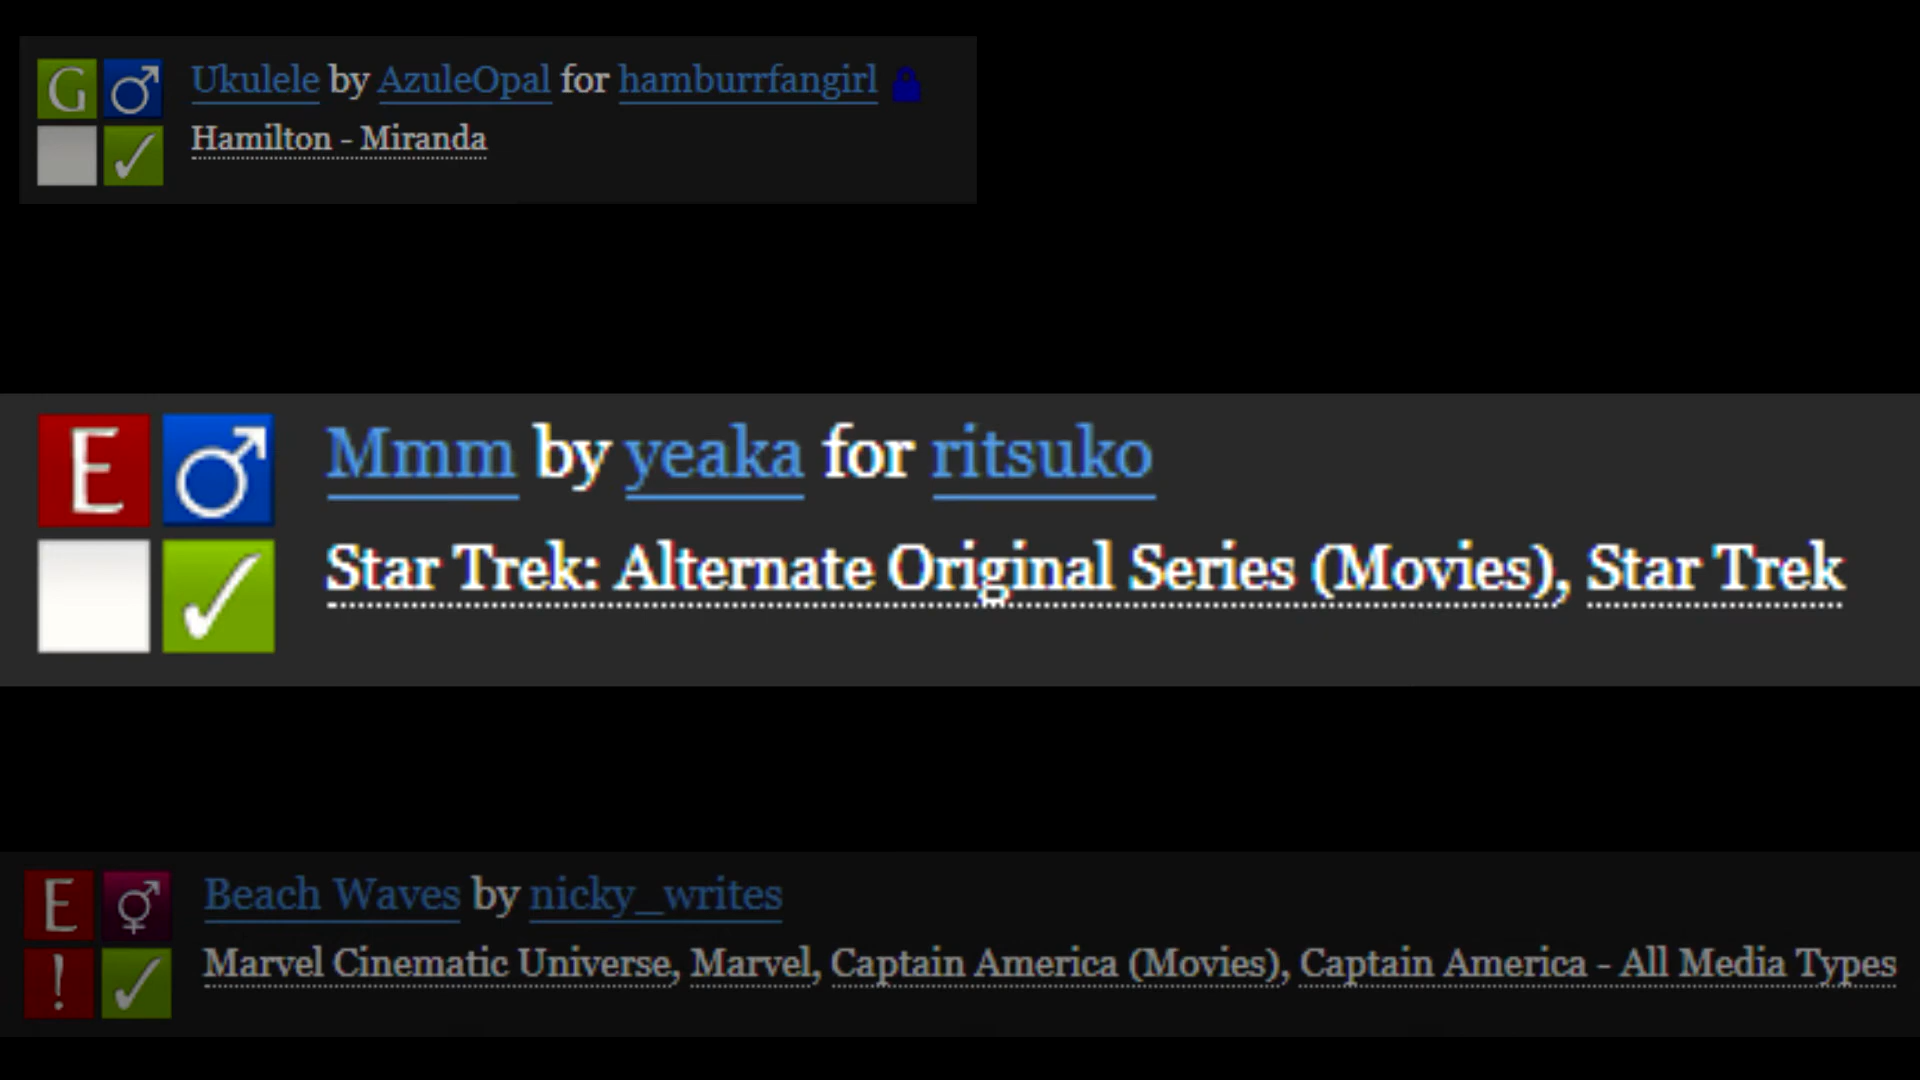 G ♂ Ukulele by AzuleOpal for hamburrfangirl
✓ Hamilton - Miranda
E ♂ Mmm by yeaka for ritsuko
✓ Star Trek: Alternate Original Series (Movies), Star Trek
E ⚥ Beach Waves by nicky_writes
! ✓ Marvel Cinematic Universe, Marvel, Captain America (Movies), Captain America - All Media Types